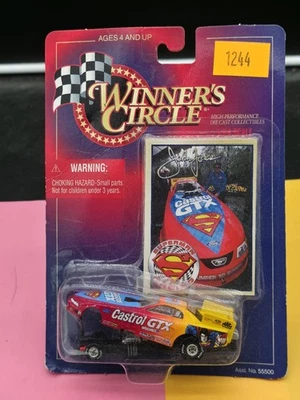 AGES 4 AND UP
1244
WINNER'S
CIRCLE
HIGH PERFORMANCE
DIE CAST COLLECTIBLES
WARNING:
CHOKING HAZARD-Small parts.
Not for children under 3 years.
Castrol
GTX
S
SUPERMAN
S
Castrol GTX
Asst. No. 55500